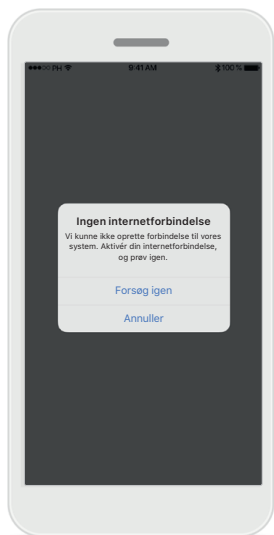 PH 9:41 AM 100 %
Ingen internetforbindelse
Vi kunne ikke oprette forbindelse til vores
system. Aktivér din internetforbindelse,
og prøv igen.
Forsøg igen
Annuller